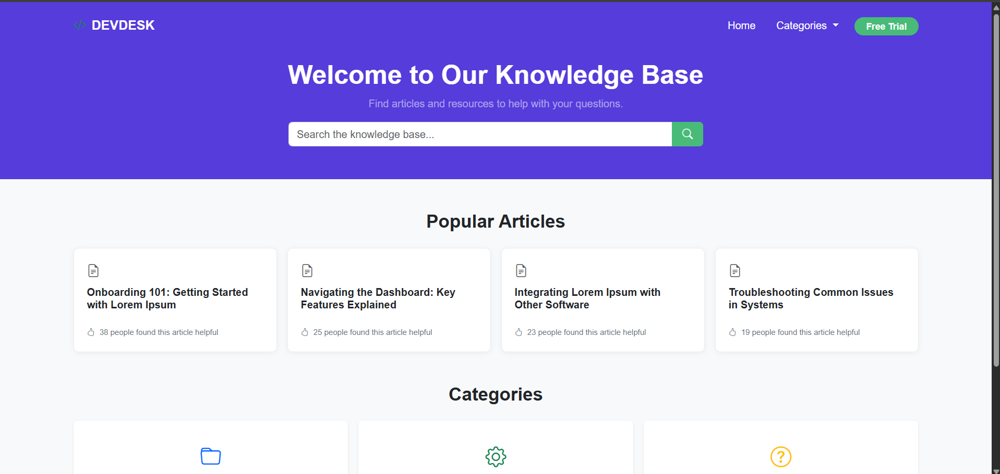 DEVDESK
Home
Categories
Free Trial
Welcome to Our Knowledge Base
Find articles and resources to help with your questions.
Search the knowledge base...
Popular Articles
Onboarding 101: Getting Started
with Lorem Ipsum
38 people found this article helpful
Navigating the Dashboard: Key
Features Explained
25 people found this article helpful
Integrating Lorem Ipsum with
Other Software
23 people found this article helpful
Troubleshooting Common Issues
in Systems
19 people found this article helpful
Categories